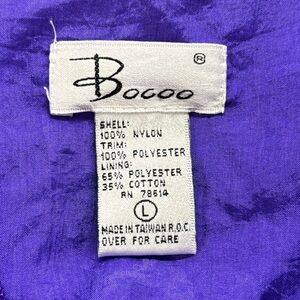 Bocoo ®
SHELL:
100% NYLON
TRIM:
100% POLYESTER
LINING:
65% POLYESTER
35% COTTON
RN 78614
L
MADE IN TAIWAN R.O.C.
OVER FOR CARE